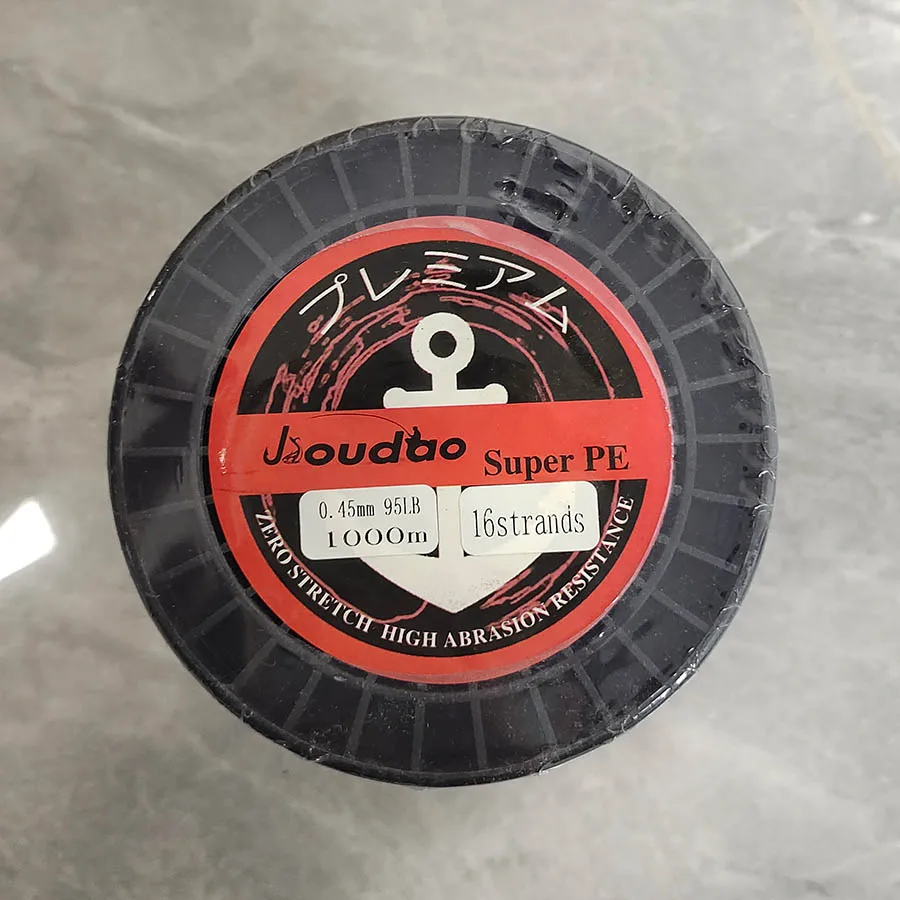 プレミアム
Jioudao Super PE
0.45mm 95LB
1000m
16strands
ZERO STRETCH HIGH ABRASION RESISTANCE